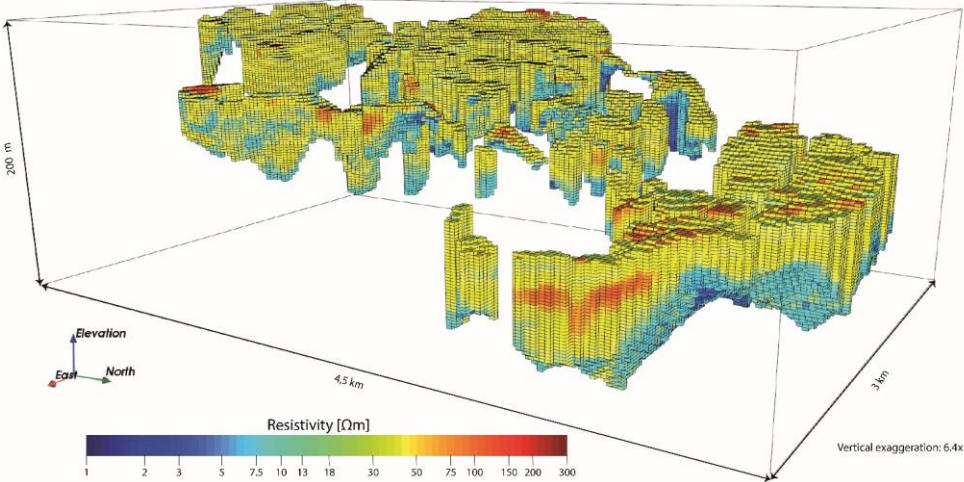 200 m
Elevation
East
North
4,5 km
3 km
Resistivity [Ωm]
1 2 3 5 7.5 10 13 18 30 50 75 100 150 200 300
Vertical exaggeration: 6.4x